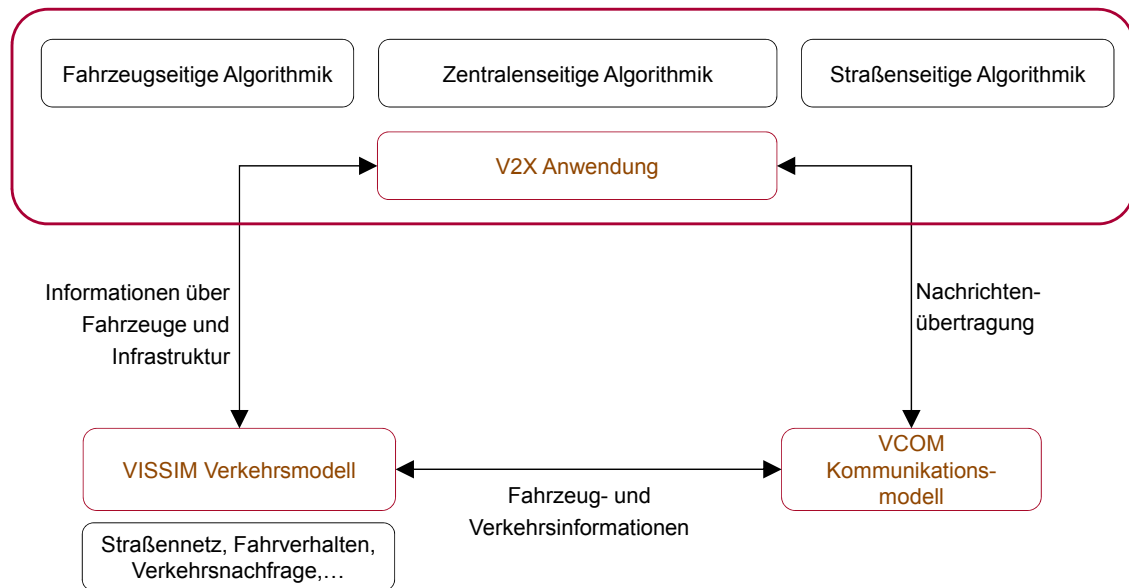 Fahrzeugseitige Algorithmik
Zentralenseitige Algorithmik
Straßenseitige Algorithmik
V2X Anwendung
Informationen über
Fahrzeuge und
Infrastruktur
Nachrichten-
übertragung
VISSIM Verkehrsmodell
VCOM
Kommunikations-
modell
Fahrzeug- und
Verkehrsinformationen
Straßennetz, Fahrverhalten,
Verkehrsnachfrage,...